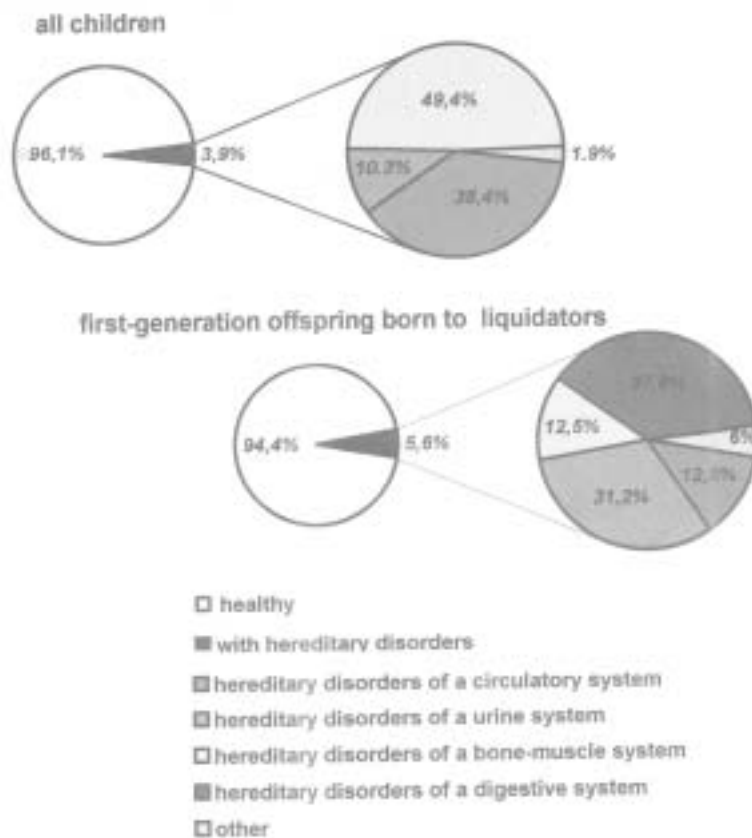 all children
49,4%
96,1%
3,9%
1.9%
10.3%
38,4%
first-generation offspring born to liquidators
12,5%
6%
94,4%
5,6%
31,2%
healthy
with hereditary disorders
hereditary disorders of a circulatory system
hereditary disorders of a urine system
hereditary disorders of a bone-muscle system
hereditary disorders of a digestive system
other